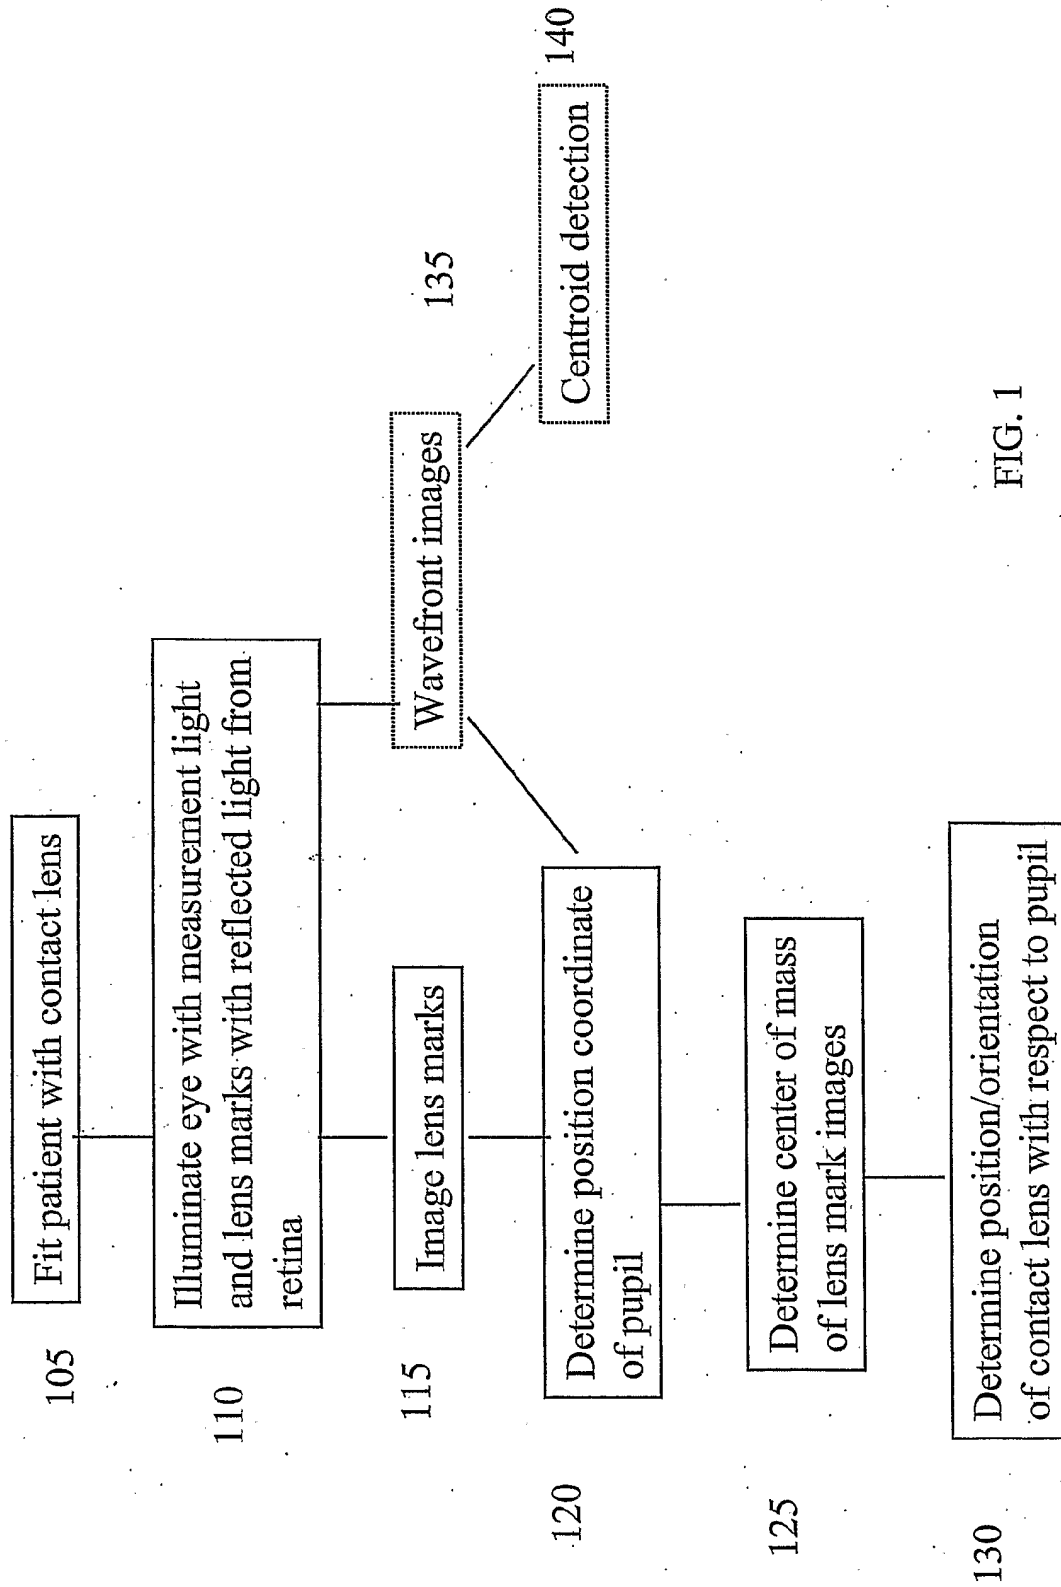 105
Fit patient with contact lens
110
Illuminate eye with measurement light
and lens marks with reflected light from
retina
115
Image lens marks
Wavefront images
135
120
Determine position coordinate
of pupil
Centroid detection
140
125
Determine center of mass
of lens mark images
130
Determine position/orientation
of contact lens with respect to pupil
FIG. 1